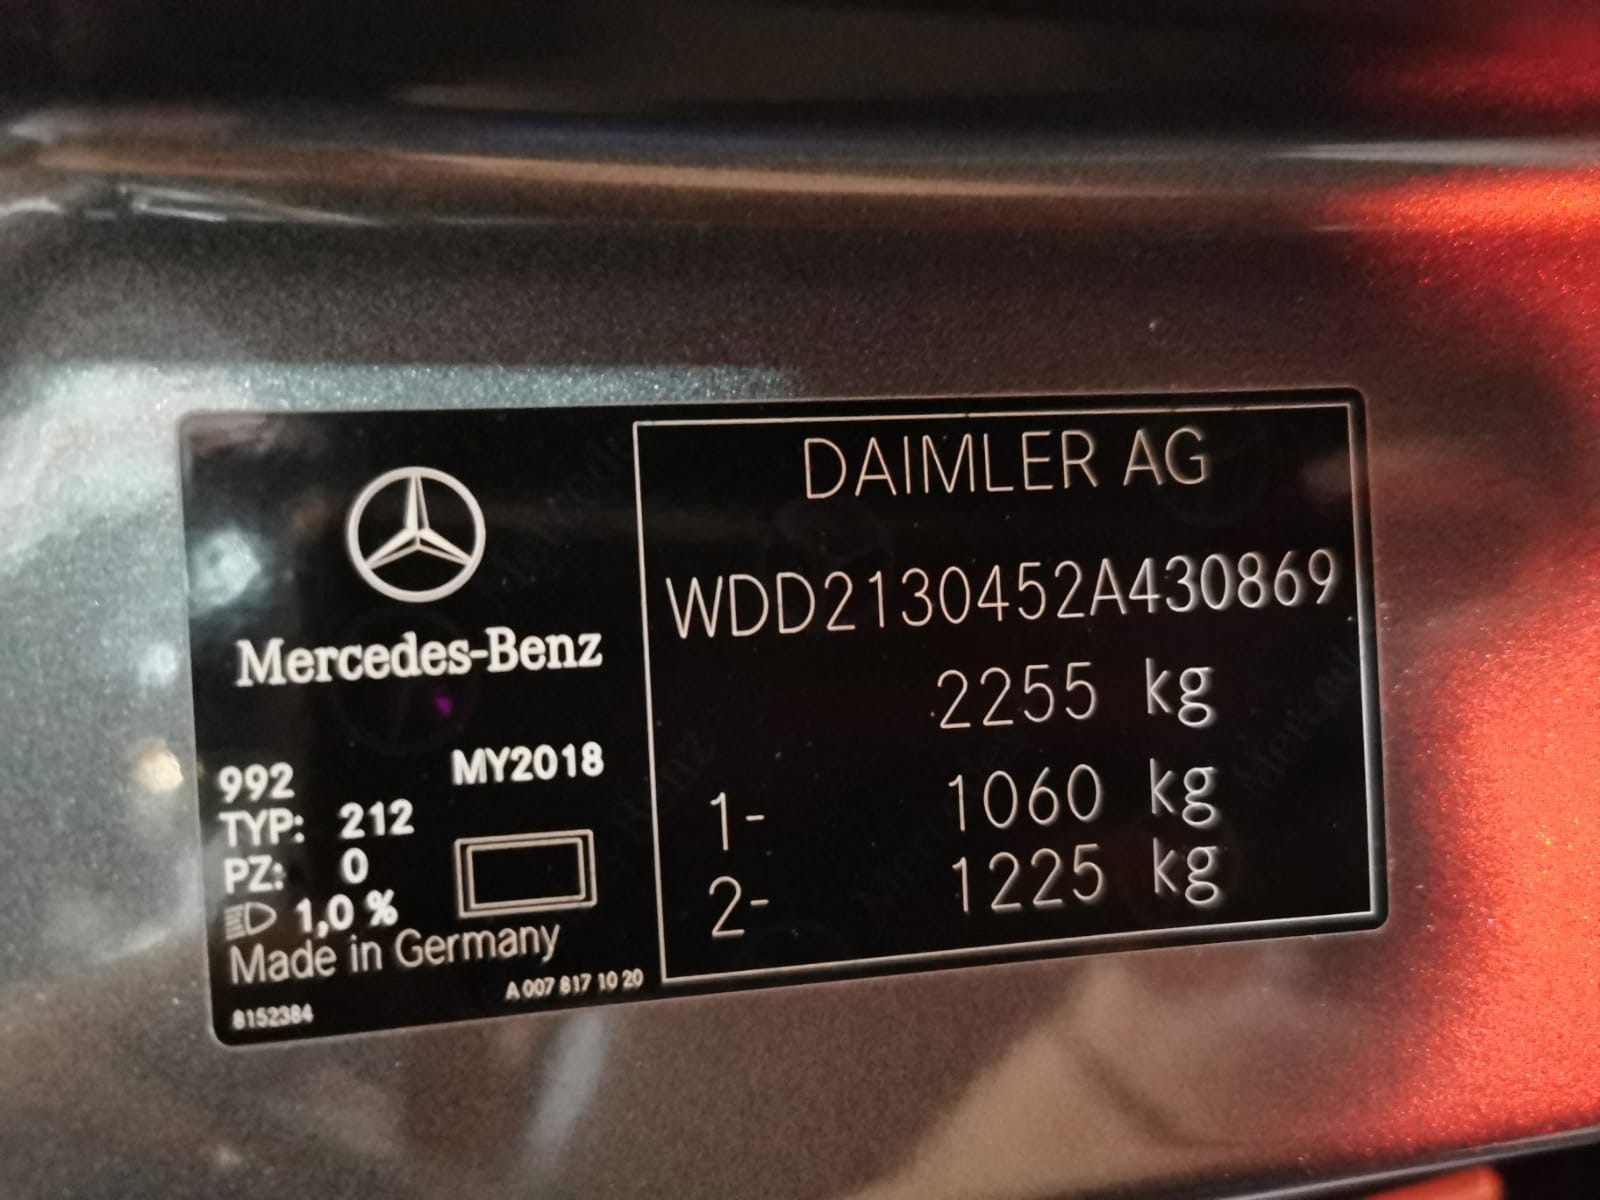 Mercedes-Benz
992 MY2018
TYP: 212
PZ: 0
1,0 %
Made in Germany
A 007 817 10 20
8152384
DAIMLER AG
WDD2130452A430869
2255 kg
1- 1060 kg
2- 1225 kg